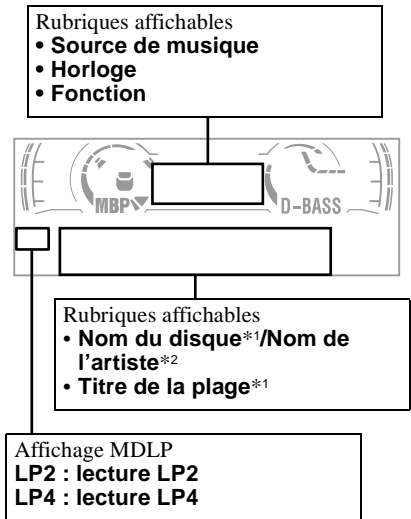 Rubriques affichables
• Source de musique
• Horloge
• Fonction
MBP
D-BASS
Rubriques affichables
• Nom du disque*1/Nom de
l'artiste*2
• Titre de la plage*1
Affichage MDLP
LP2 : lecture LP2
LP4 : lecture LP4